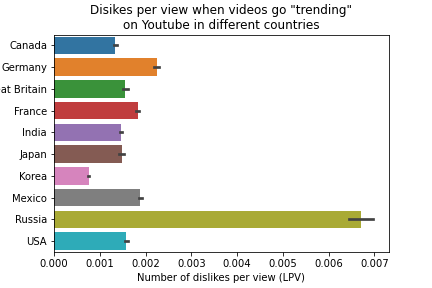 Disikes per view when videos go "trending"
on Youtube in different countries
Canada
Germany
eat Britain
France
India
Japan
Korea
Mexico
Russia
USA
0.000 0.001 0.002 0.003 0.004 0.005 0.006 0.007
Number of dislikes per view (LPV)